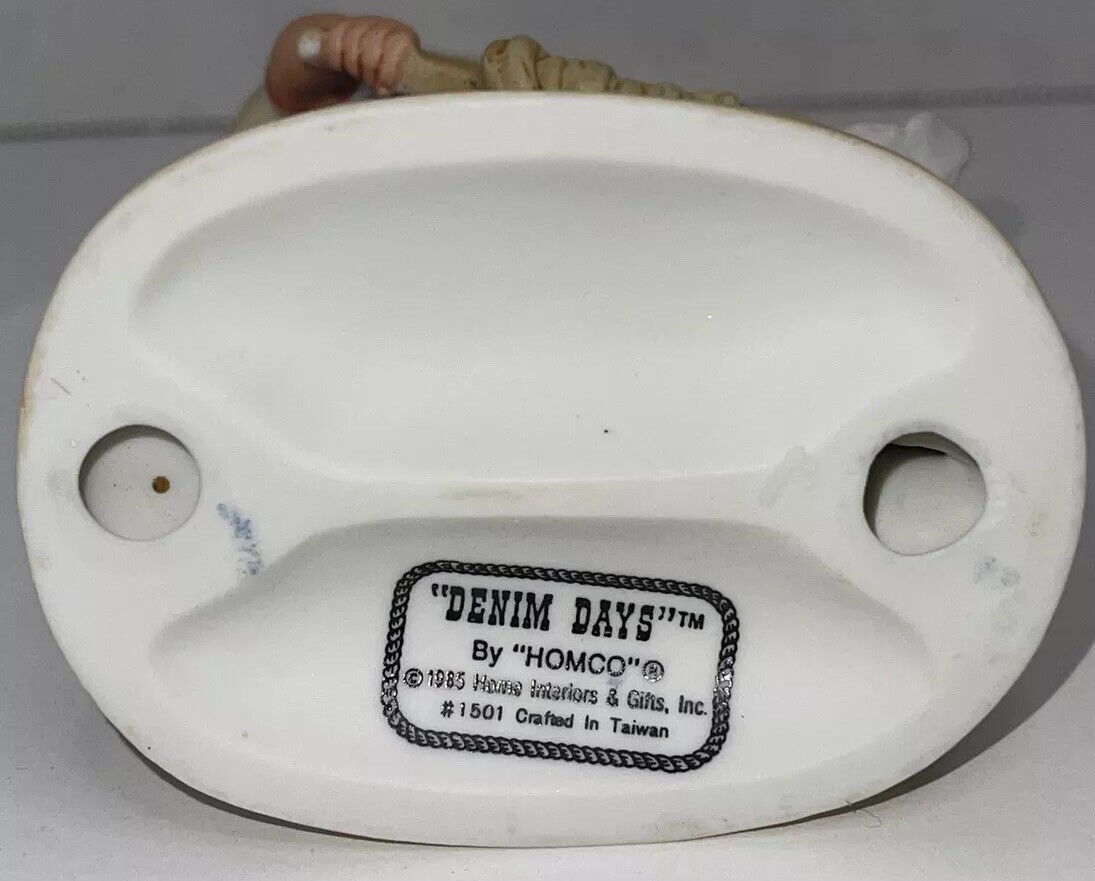 "DENIM DAYS"™
By "HOMCO"®
©1985 Home Interiors & Gifts, Inc.
#1501 Crafted In Taiwan